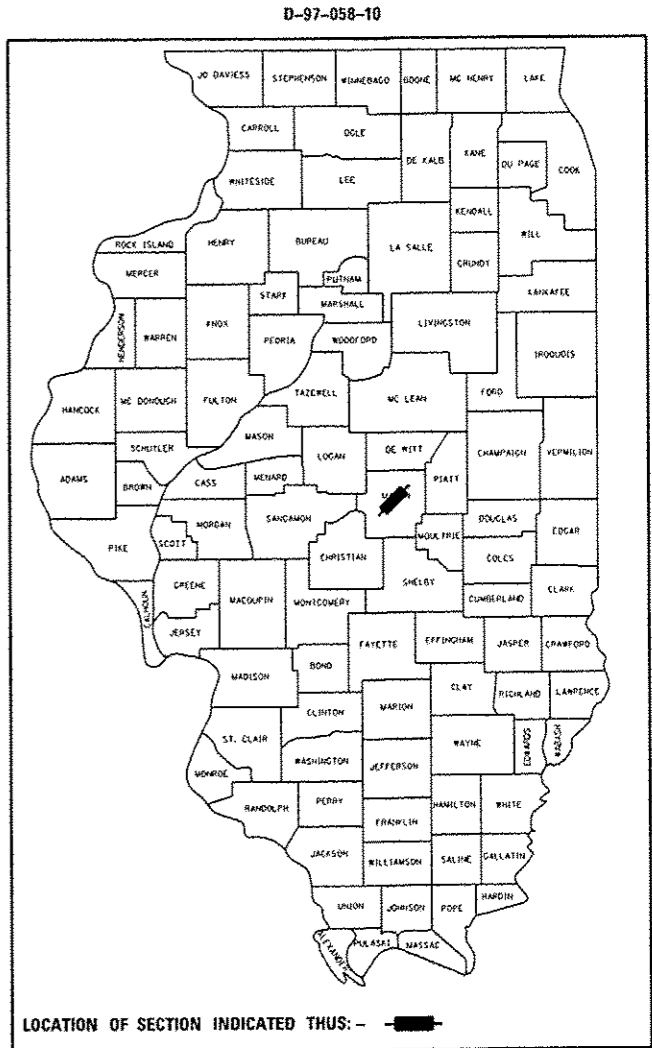 D-97-058-10
JO DAVIESS STEPHENSON WINNEBAGO BOONE MC HENRY LAKE
CARROLL OGLE DE KALB KANE DU PAGE COOK
WHITESIDE LEE
KENDALL WILL
ROCK ISLAND HENRY BUREAU LA SALLE GRUNDY
MERCER PUTNAM
STARK MARSHALL KANKAKEE
HENDERSON WARREN KNOX PEORIA WOODFORD LIVINGSTON
IROQUOIS
HANCOCK MC DONOUGH FULTON TAZEWELL MC LEAN FORD
MASON
SCHUYLER LOGAN DE WITT CHAMPAIGN VERMILION
ADAMS BROWN CASS MENARD PIATT
PIKE SCOTT MORGAN SANGAMON DOUGLAS EDGAR
CHRISTIAN MOULTRIE COLES
CALHOUN GREENE MACOUPIN MONTGOMERY SHELBY CUMBERLAND CLARK
JERSEY
FAYETTE EFFINGHAM JASPER CRAWFORD
MADISON BOND
CLINTON MARION CLAY RICHLAND LAWRENCE
ST. CLAIR WASHINGTON JEFFERSON WAYNE EDWARDS WABASH
MONROE
RANDOLPH PERRY HAMILTON WHITE
FRANKLIN
JACKSON WILLIAMSON SALINE GALLATIN
UNION JOHNSON POPE HARDIN
ALEXANDER PULASKI MASSAC
LOCATION OF SECTION INDICATED THUS: -